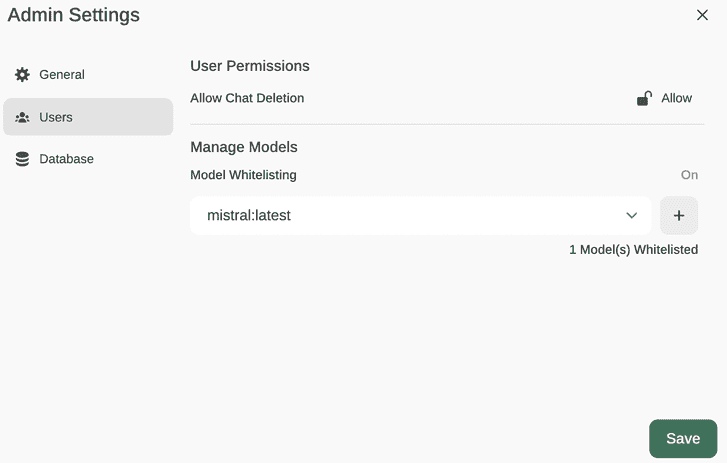 Admin Settings
General
Users
Database
User Permissions
Allow Chat Deletion
Allow
Manage Models
Model Whitelisting
On
mistral:latest
1 Model(s) Whitelisted
Save